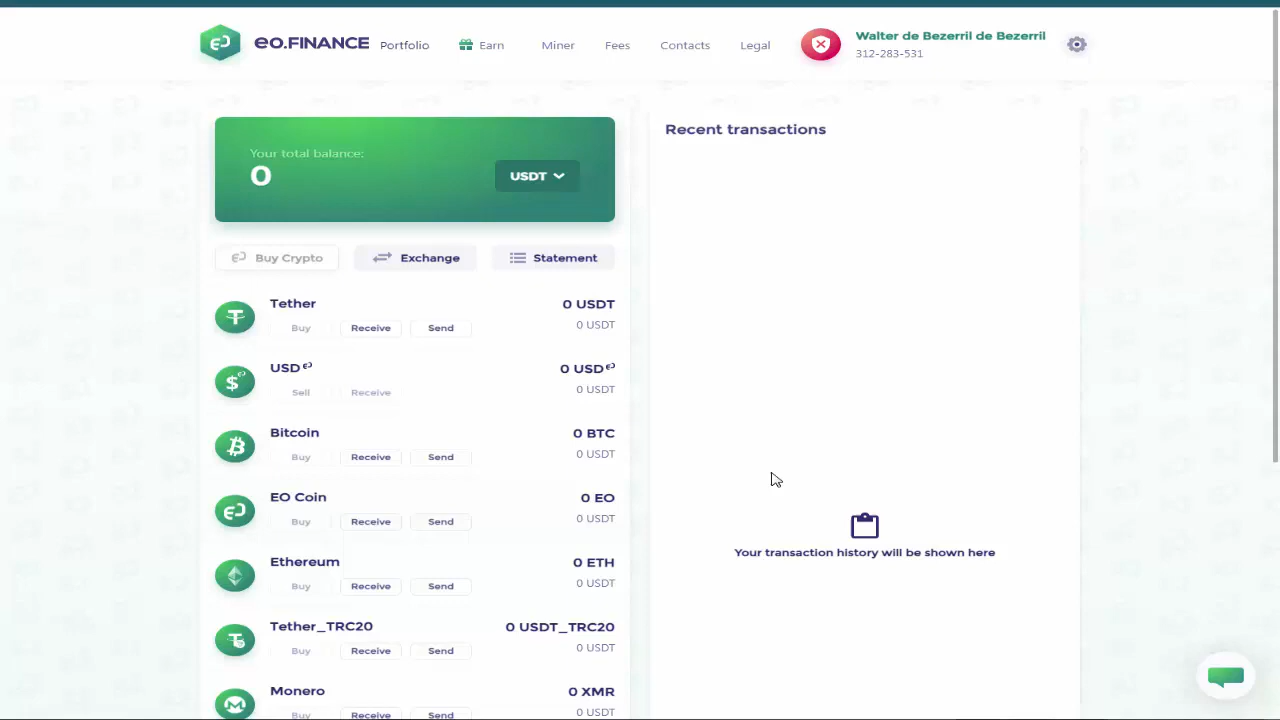 eo.FINANCE
Portfolio
Earn
Miner
Fees
Contacts
Legal
Walter de Bezerril de Bezerril
312-283-531
Your total balance:
0
USDT
Buy Crypto
Exchange
Statement
Tether
0 USDT
Buy
Receive
Send
0 USDT
USD
0 USD
Sell
Receive
0 USDT
Bitcoin
0 BTC
Buy
Receive
Send
0 USDT
EO Coin
0 EO
Buy
Receive
Send
0 USDT
Ethereum
0 ETH
Buy
Receive
Send
0 USDT
Tether_TRC20
0 USDT_TRC20
Buy
Receive
Send
0 USDT
Monero
0 XMR
Buy
Receive
Send
0 USDT
Recent transactions
Your transaction history will be shown here